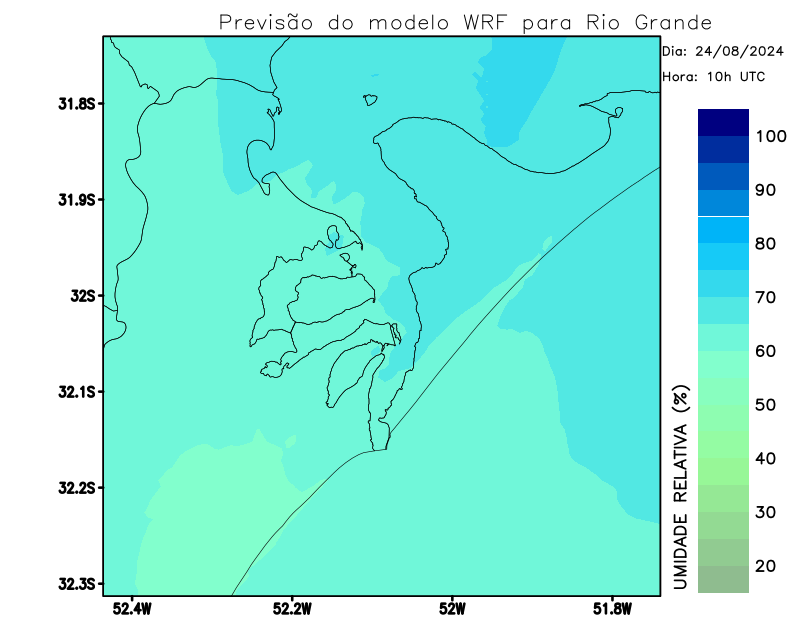 Previsão do modelo WRF para Rio Grande
Dia: 24/08/2024
Hora: 10h UTC
31.8S
31.9S
32S
32.1S
32.2S
32.3S
52.4W
52.2W
52W
51.8W
100
90
80
70
60
50
40
30
20
UMIDADE RELATIVA (%)